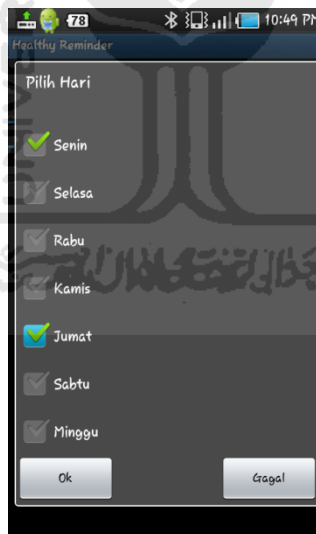 78 10:49 PM
Healthy Reminder
Pilih Hari
Senin
Selasa
Rabu
Kamis
Jumat
Sabtu
Minggu
Ok Gagal